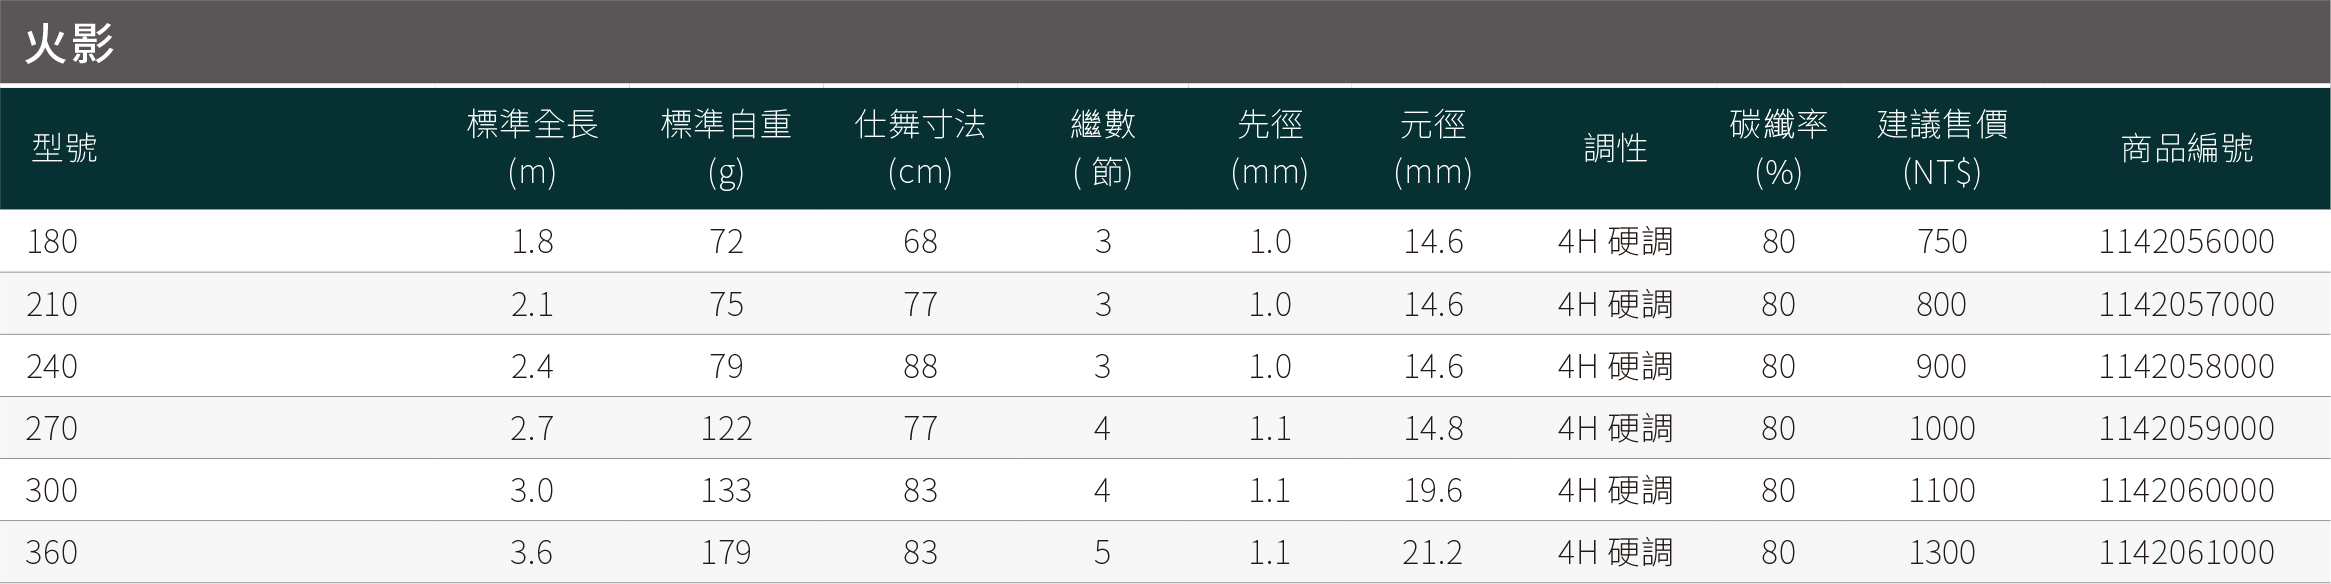 火影
型號 標準全長 (m) 標準自重 (g) 仕舞寸法 (cm) 繼數 ( 節) 先徑 (mm) 元徑 (mm) 調性 碳纖率 (%) 建議售價 (NT$) 商品編號
180 1.8 72 68 3 1.0 14.6 4H 硬調 80 750 1142056000
210 2.1 75 77 3 1.0 14.6 4H 硬調 80 800 1142057000
240 2.4 79 88 3 1.0 14.6 4H 硬調 80 900 1142058000
270 2.7 122 77 4 1.1 14.8 4H 硬調 80 1000 1142059000
300 3.0 133 83 4 1.1 19.6 4H 硬調 80 1100 1142060000
360 3.6 179 83 5 1.1 21.2 4H 硬調 80 1300 1142061000